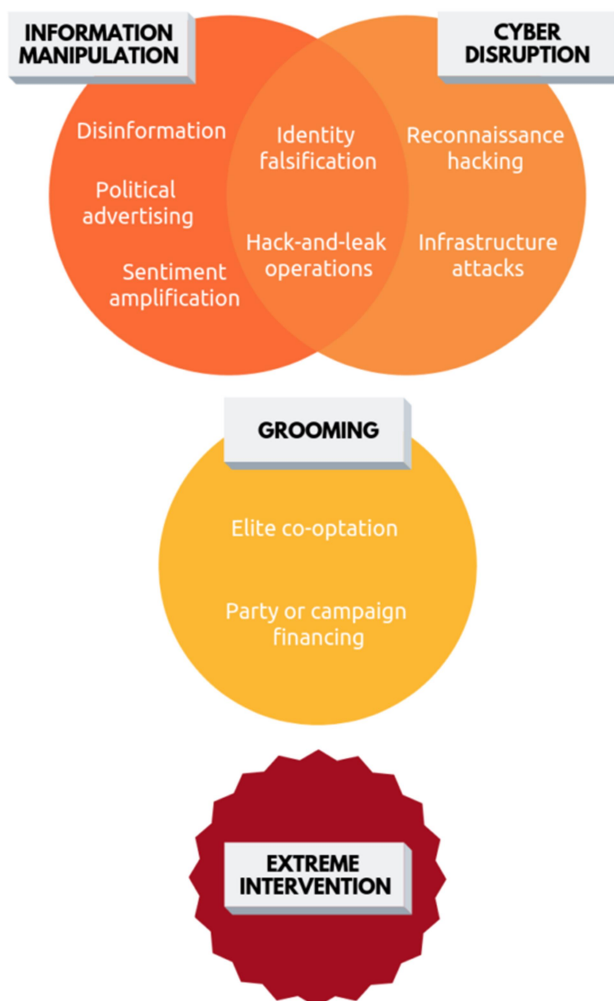 INFORMATION
MANIPULATION
CYBER
DISRUPTION
Disinformation
Political
advertising
Sentiment
amplification
Identity
falsification
Hack-and-leak
operations
Reconnaissance
hacking
Infrastructure
attacks
GROOMING
Elite co-optation
Party or campaign
financing
EXTREME
INTERVENTION